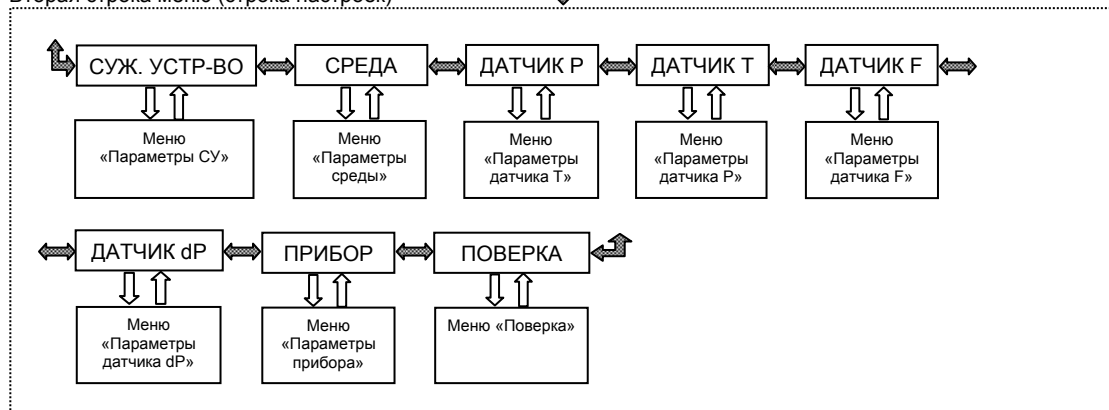 Вторая строка меню (строка настроек)
СУЖ. УСТР-ВО СРЕДА ДАТЧИК P ДАТЧИК T ДАТЧИК F
Меню
«Параметры СУ»
Меню
«Параметры
среды»
Меню
«Параметры
датчика T»
Меню
«Параметры
датчика P»
Меню
«Параметры
датчика F»
ДАТЧИК dP ПРИБОР ПОВЕРКА
Меню
«Параметры
датчика dP»
Меню
«Параметры
прибора»
Меню «Поверка»